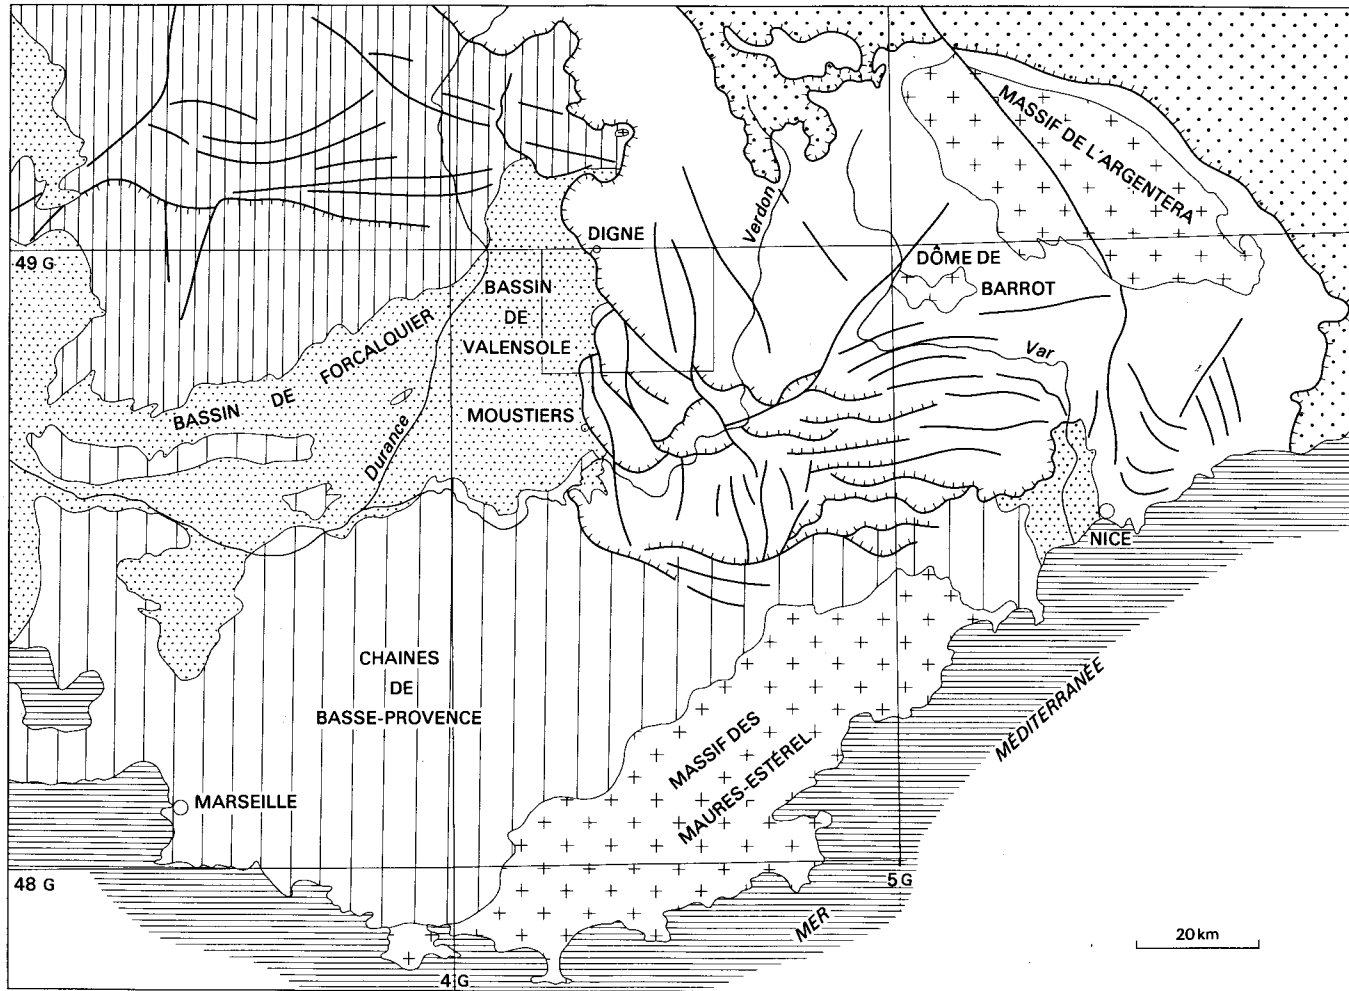 MASSIF DE L'ARGENTERA
Verdon
DIGNE
49 G
DÔME DE
BARROT
BASSIN
DE
VALENSOLE
BASSIN DE FORCALQUIER
Var
MOUSTIERS
Durance
NICE
CHAINES
DE
BASSE-PROVENCE
MASSIF DES
MAURES-ESTÉREL
MER MÉDITERRANÉE
MARSEILLE
48 G
5 G
20 km
4 G